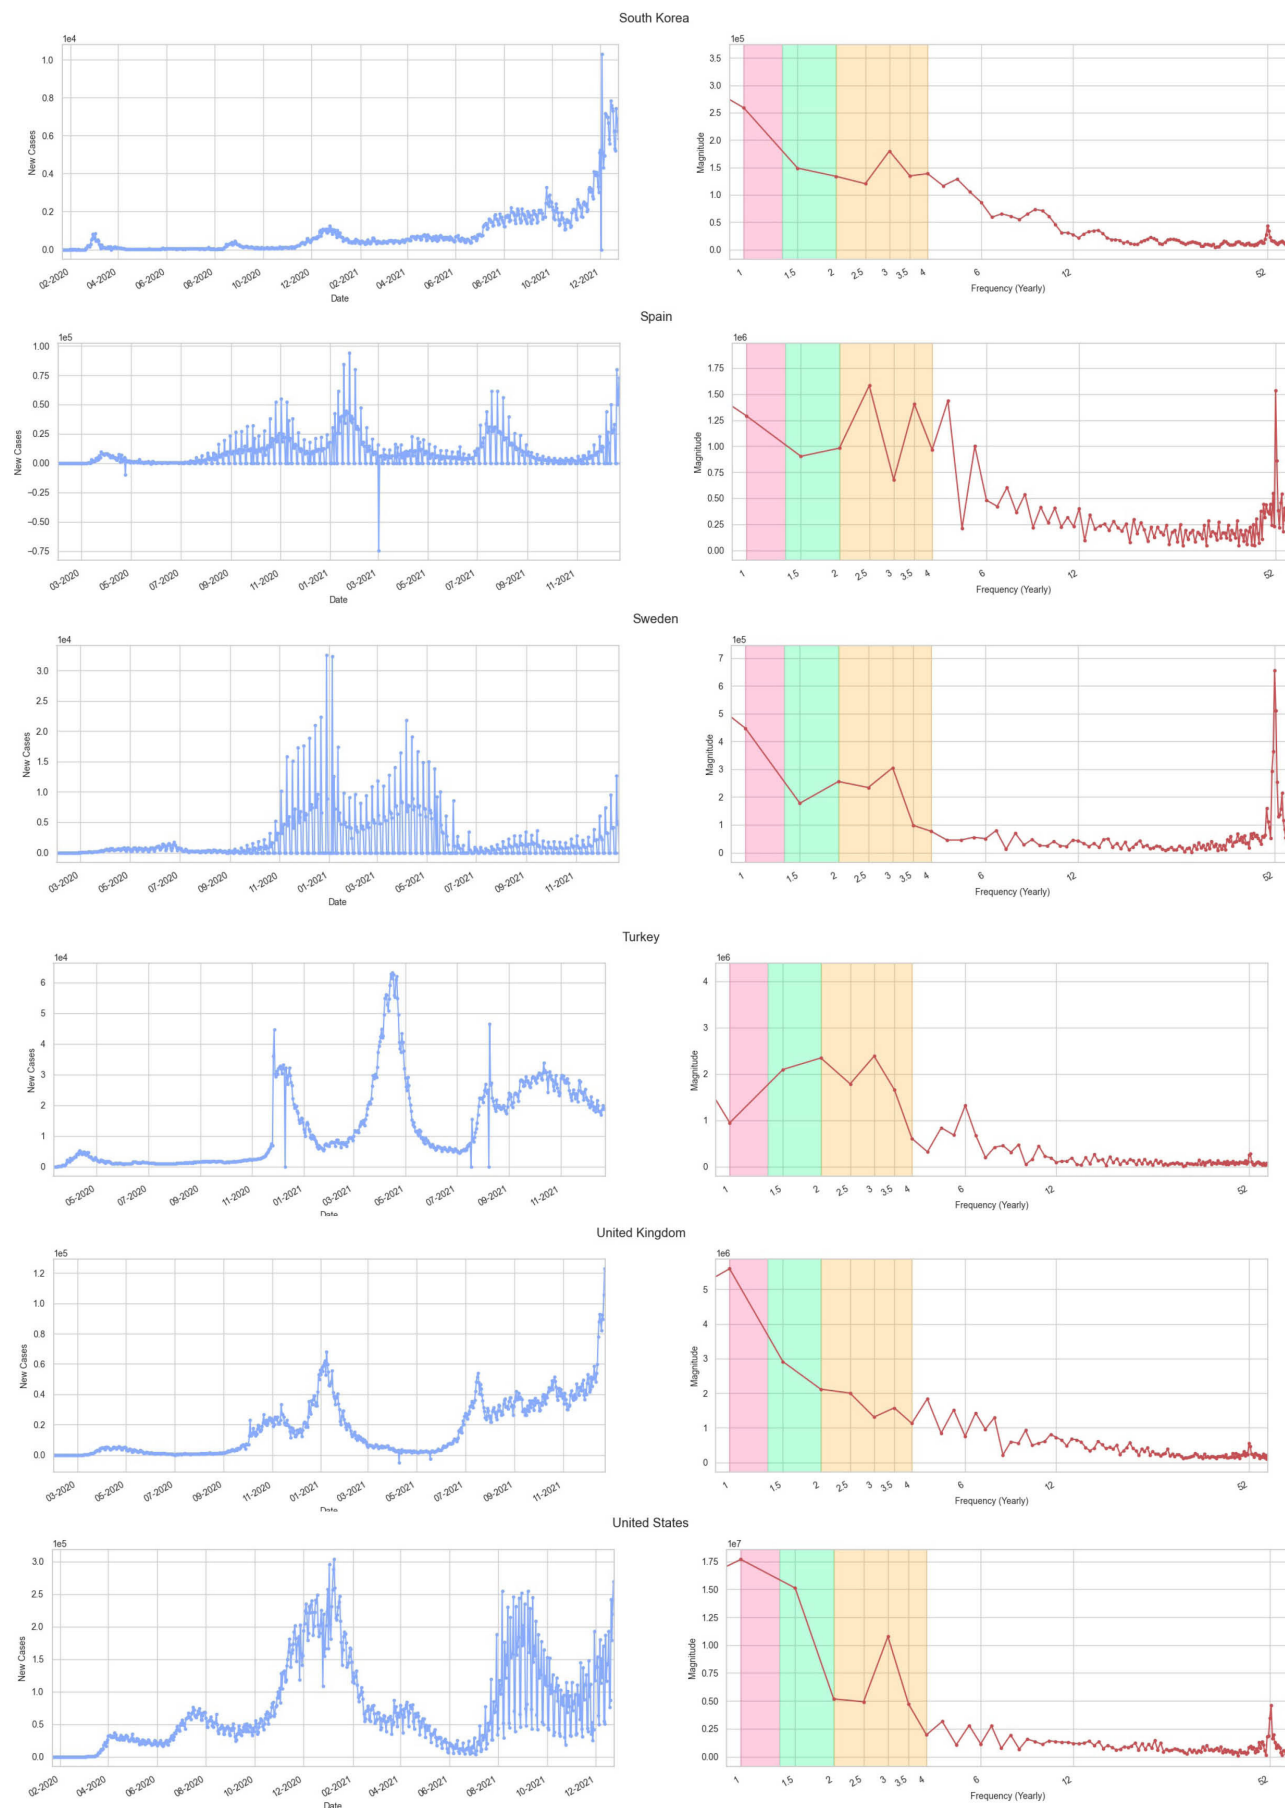 South Korea
1e4
1.0
0.8
0.6
0.4
0.2
0.0
New Cases
02-2020 04-2020 06-2020 08-2020 10-2020 12-2020 02-2021 04-2021 06-2021 08-2021 10-2021 12-2021
Date
1e5
3.5
3.0
2.5
2.0
1.5
1.0
0.5
0.0
Magnitude
1 1.5 2 2.5 3 3.5 4 6 12 52
Frequency (Yearly)
Spain
1e5
1.00
0.75
0.50
0.25
0.00
−0.25
−0.50
−0.75
New Cases
03-2020 05-2020 07-2020 09-2020 11-2020 01-2021 03-2021 05-2021 07-2021 09-2021 11-2021
Date
1e6
1.75
1.50
1.25
1.00
0.75
0.50
0.25
0.00
Magnitude
1 1.5 2 2.5 3 3.5 4 6 12 52
Frequency (Yearly)
Sweden
1e4
3.0
2.5
2.0
1.5
1.0
0.5
0.0
New Cases
03-2020 05-2020 07-2020 09-2020 11-2020 01-2021 03-2021 05-2021 07-2021 09-2021 11-2021
Date
1e5
7
6
5
4
3
2
1
0
Magnitude
1 1.5 2 2.5 3 3.5 4 6 12 52
Frequency (Yearly)
Turkey
1e4
6
5
4
3
2
1
0
New Cases
05-2020 07-2020 09-2020 11-2020 01-2021 03-2021 05-2021 07-2021 09-2021 11-2021
Date
1e6
4
3
2
1
0
Magnitude
1 1.5 2 2.5 3 3.5 4 6 12 52
Frequency (Yearly)
United Kingdom
1e5
1.2
1.0
0.8
0.6
0.4
0.2
0.0
New Cases
03-2020 05-2020 07-2020 09-2020 11-2020 01-2021 03-2021 05-2021 07-2021 09-2021 11-2021
Date
1e6
5
4
3
2
1
0
Magnitude
1 1.5 2 2.5 3 3.5 4 6 12 52
Frequency (Yearly)
United States
1e5
3.0
2.5
2.0
1.5
1.0
0.5
0.0
New Cases
02-2020 04-2020 06-2020 08-2020 10-2020 12-2020 02-2021 04-2021 06-2021 08-2021 10-2021 12-2021
Date
1e7
1.75
1.50
1.25
1.00
0.75
0.50
0.25
0.00
Magnitude
1 1.5 2 2.5 3 3.5 4 6 12 52
Frequency (Yearly)